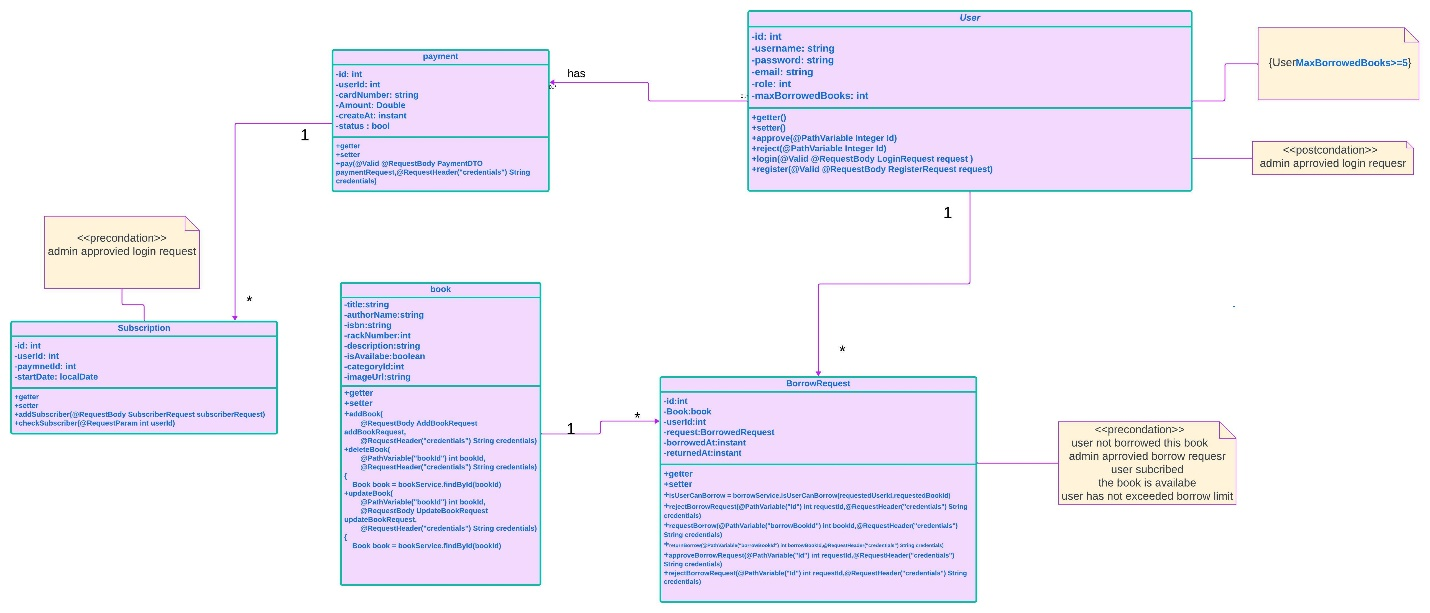 User
-id: int
-username: string
-password: string
-email: string
-role: int
-maxBorrowedBooks: int
+getter()
+setter()
+approve(@PathVariable Integer Id)
+reject(@PathVariable Integer Id)
+login(@Valid @RequestBody LoginRequest request )
+register(@Valid @RequestBody RegisterRequest request)
{UserMaxBorrowedBooks>=5}
<<postcondation>>
admin aprrovied login requesr
has
payment
-id: int
-userId: int
-cardNumber: string
-Amount: Double
-createAt: instant
-status : bool
+getter
+setter
+pay(@Valid @RequestBody PaymentDTO
paymentRequest,@RequestHeader("credentials") String
credentials)
1
*
<<precondation>>
admin approvied login request
Subscription
-id: int
-userId: int
-paymnetId: int
-startDate: localDate
+getter
+setter
+addSubscriber(@RequestBody SubscriberRequest subscriberRequest)
+checkSubscriber(@RequestParam int userId)
book
-title:string
-authorName:string
-isbn:string
-rackNumber:int
-description:string
-isAvailabe:boolean
-categoryId:int
-imageUrl:string
+getter
+setter
+addBook(
@RequestBody AddBookRequest
addBookRequest,
@RequestHeader("credentials") String credentials)
+deleteBook(
@PathVariable("bookId") int bookId,
@RequestHeader("credentials") String credentials)
{
Book book = bookService.findById(bookId)
+updateBook(
@PathVariable("bookId") int bookId,
@RequestBody UpdateBookRequest
updateBookRequest,
@RequestHeader("credentials") String credentials)
{
Book book = bookService.findById(bookId)
1
*
1
*
BorrowRequest
-id:int
-Book:book
-userId:int
-request:BorrowedRequest
-borrowedAt:instant
-returnedAt:instant
+getter
+setter
+isUserCanBorrow = borrowService.isUserCanBorrow(requestedUserId.requestedBookId)
+rejectBorrowRequest(@PathVariable("id") int requestId,@RequestHeader("credentials") String
credentials)
+requestBorrow(@PathVariable("borrowBookId") int bookId,@RequestHeader("credentials")
String credentials)
+returnBorrow(@PathVariable("borrowBookId") int borrowBookId,@RequestHeader("credentials") String credentials)
+approveBorrowRequest(@PathVariable("id") int requestId,@RequestHeader("credentials")
String credentials)
+rejectBorrowRequest(@PathVariable("id") int requestId,@RequestHeader("credentials") String
credentials)
<<precondation>>
user not borrowed this book
admin aprrovied borrow requesr
user subcribed
the book is availabe
user has not exceeded borrow limit